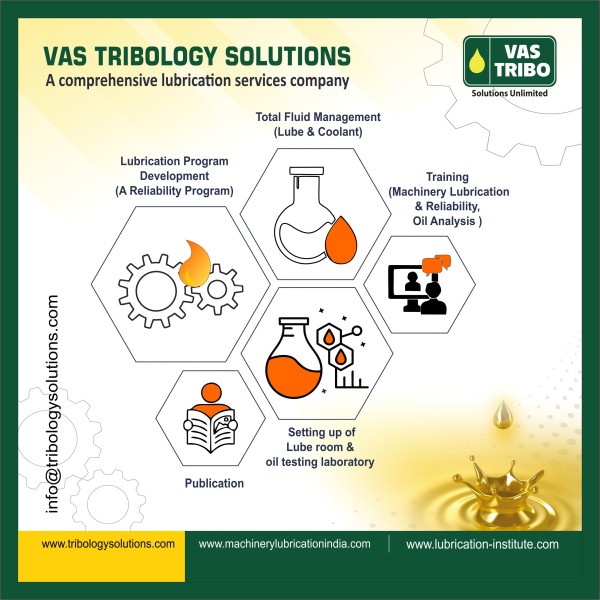 VAS TRIBOLOGY SOLUTIONS
A comprehensive lubrication services company
VAS
TRIBO
Solutions Unlimited
Total Fluid Management
(Lube & Coolant)
Lubrication Program
Development
(A Reliability Program)
Training
(Machinery Lubrication
& Reliability,
Oil Analysis )
Setting up of
Lube room &
oil testing laboratory
Publication
info@tribologysolutions.com
www.tribologysolutions.com
www.machinerylubricationindia.com
www.lubrication-institute.com